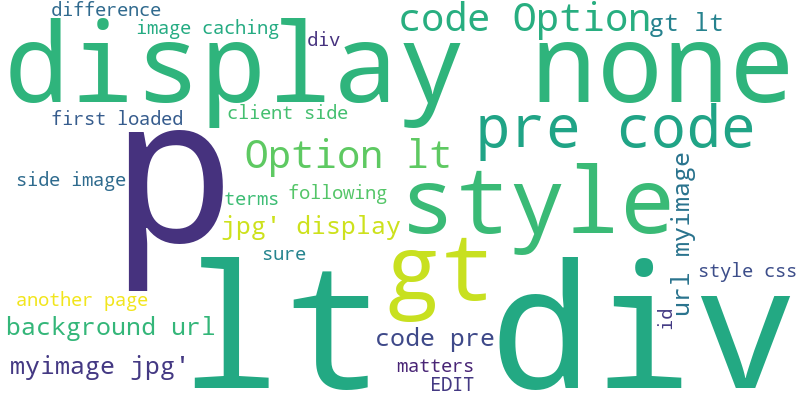 difference
image caching
div
code Option
gt lt
display none
first loaded
client side
pre code
p
Option lt
side image
terms
following
style
url myimage
jpg' display
sure
gt
style css
another page
background url
lt
div
id
code pre
myimage jpg'
matters
EDIT